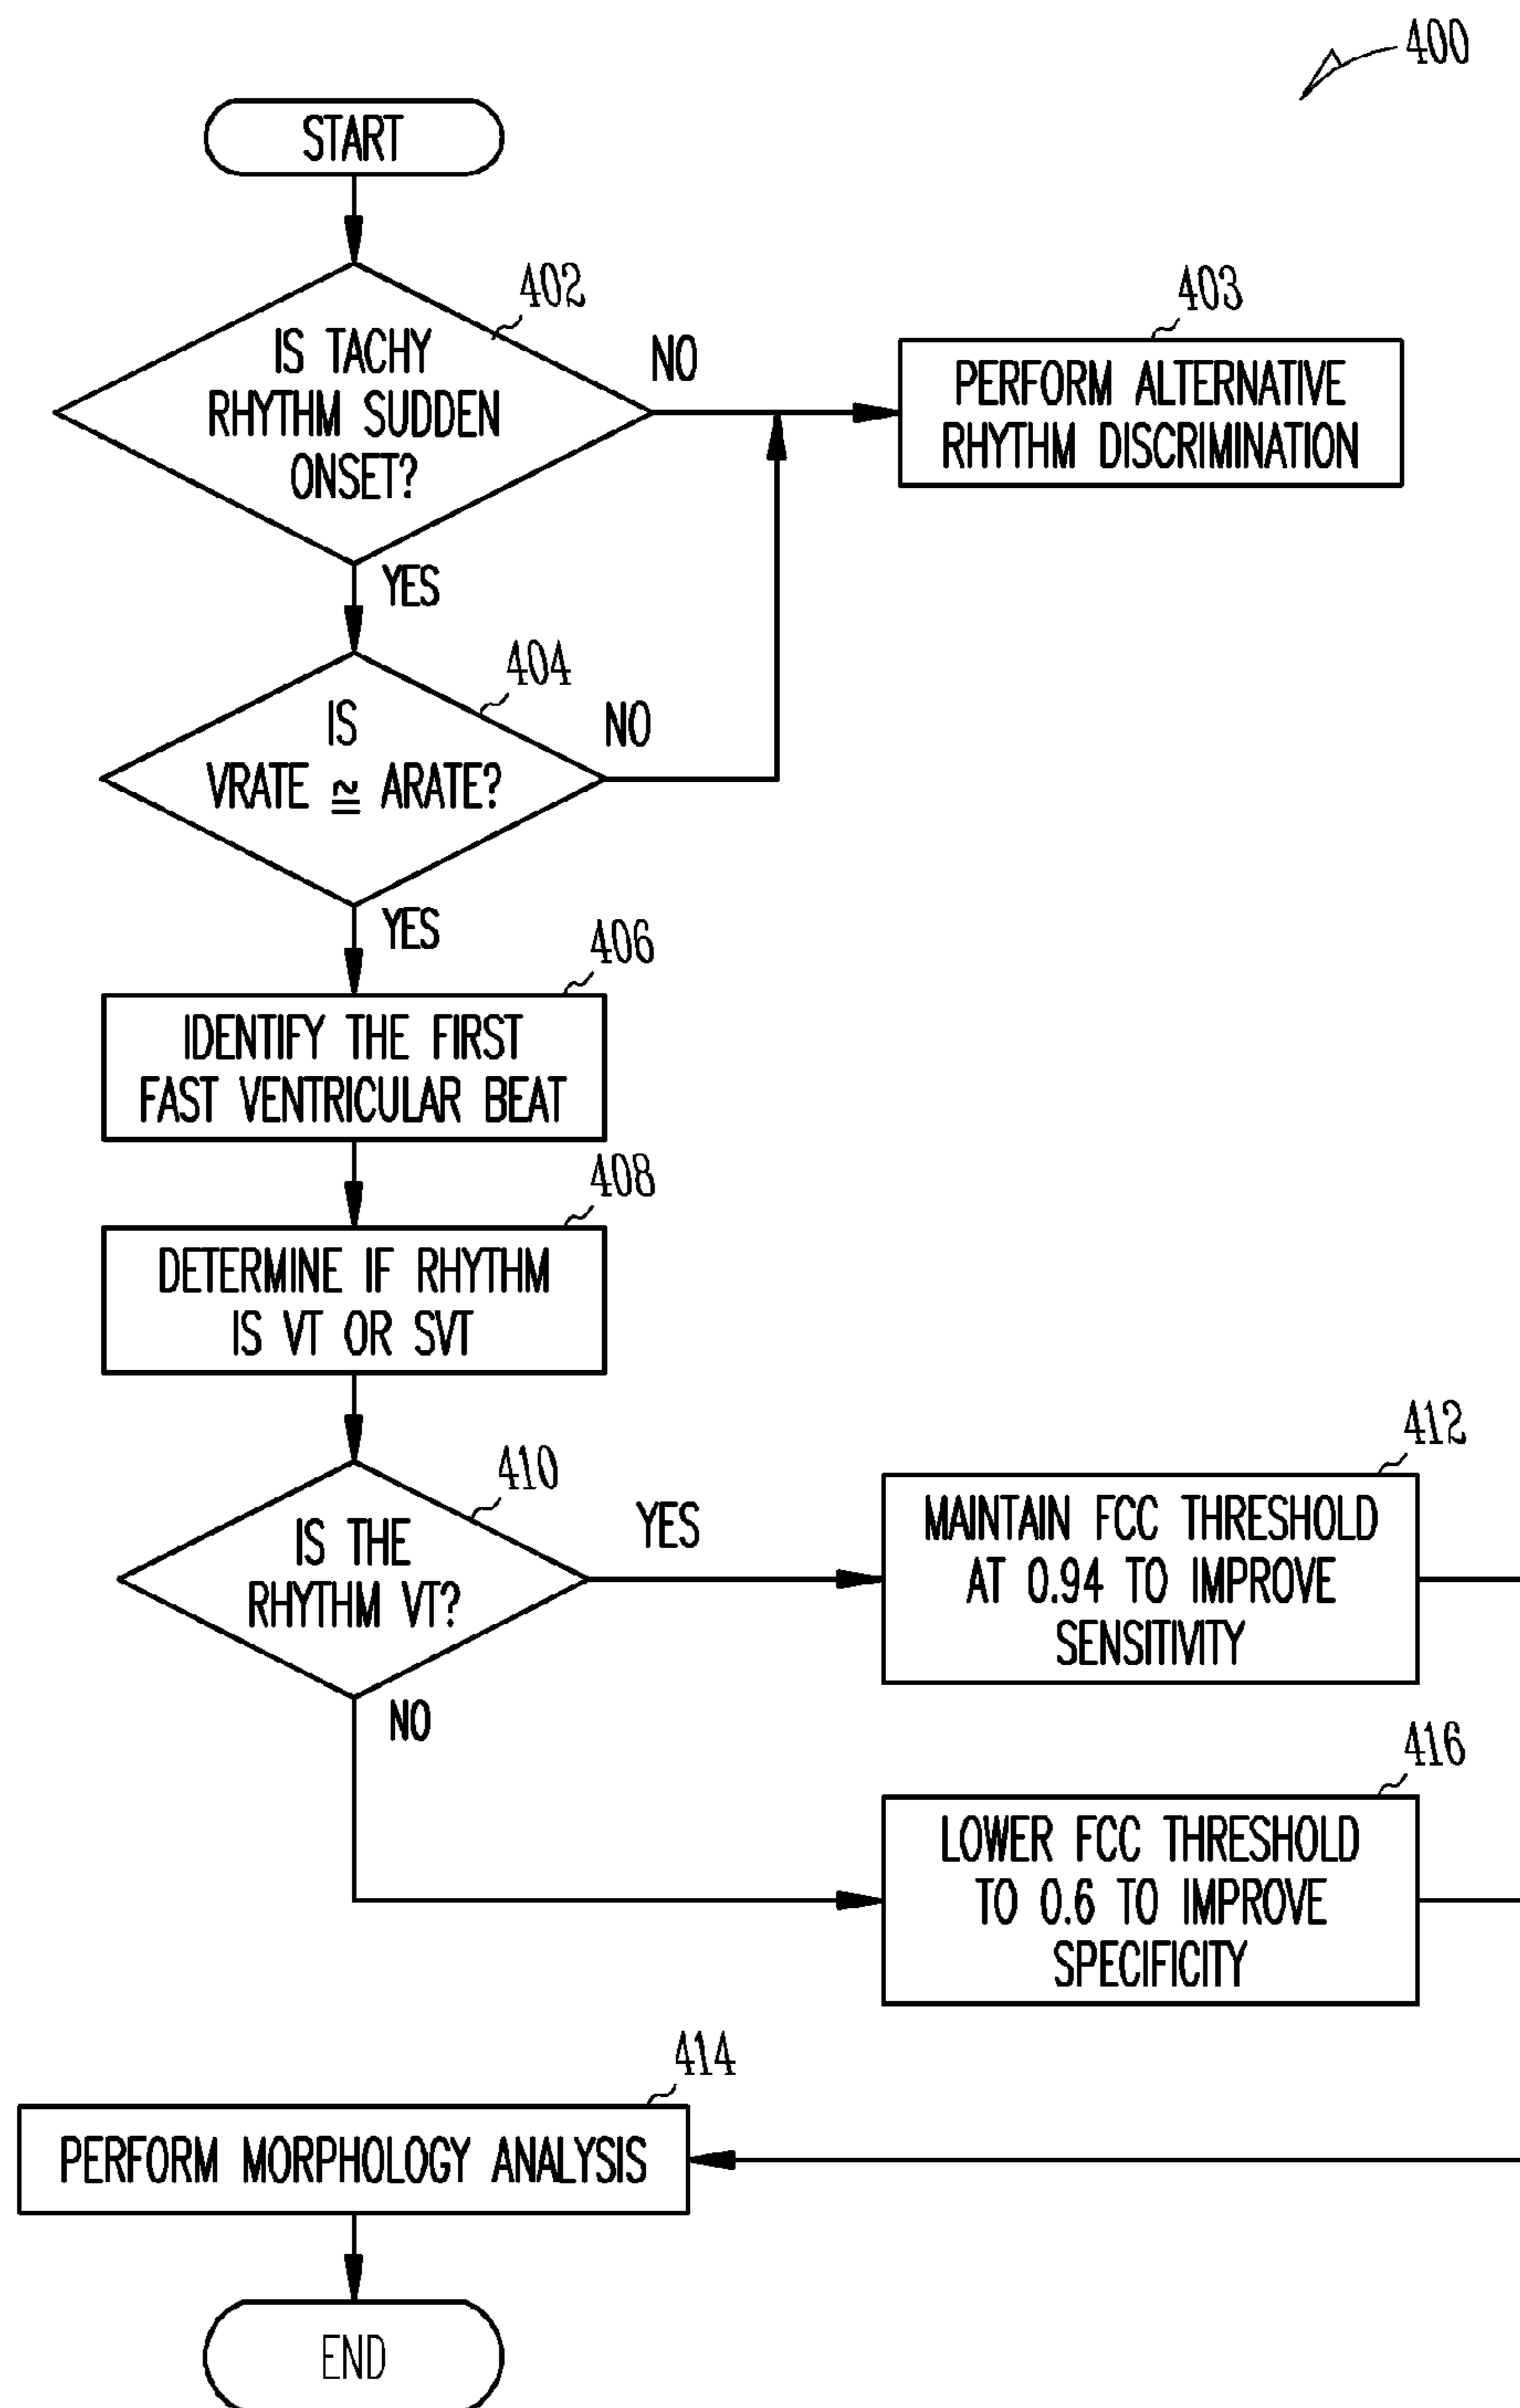 400
START
402
IS TACHY
RHYTHM SUDDEN
ONSET?
NO
403
PERFORM ALTERNATIVE
RHYTHM DISCRIMINATION
YES
404
IS
VRATE ≅ ARATE?
NO
YES
406
IDENTIFY THE FIRST
FAST VENTRICULAR BEAT
408
DETERMINE IF RHYTHM
IS VT OR SVT
410
IS THE
RHYTHM VT?
YES
412
MAINTAIN FCC THRESHOLD
AT 0.94 TO IMPROVE
SENSITIVITY
NO
416
LOWER FCC THRESHOLD
TO 0.6 TO IMPROVE
SPECIFICITY
414
PERFORM MORPHOLOGY ANALYSIS
END